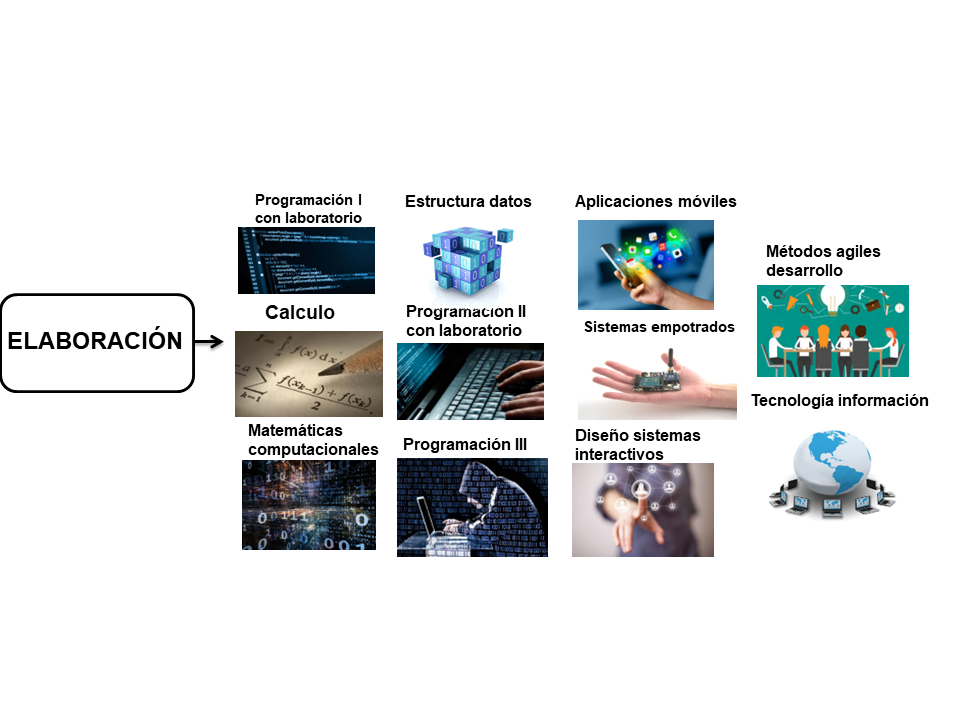 ELABORACIÓN
Programación I
con laboratorio
Calculo
Matemáticas
computacionales
Estructura datos
Programación II
con laboratorio
Programación III
Aplicaciones móviles
Sistemas empotrados
Diseño sistemas
interactivos
Métodos agiles
desarrollo
Tecnología información